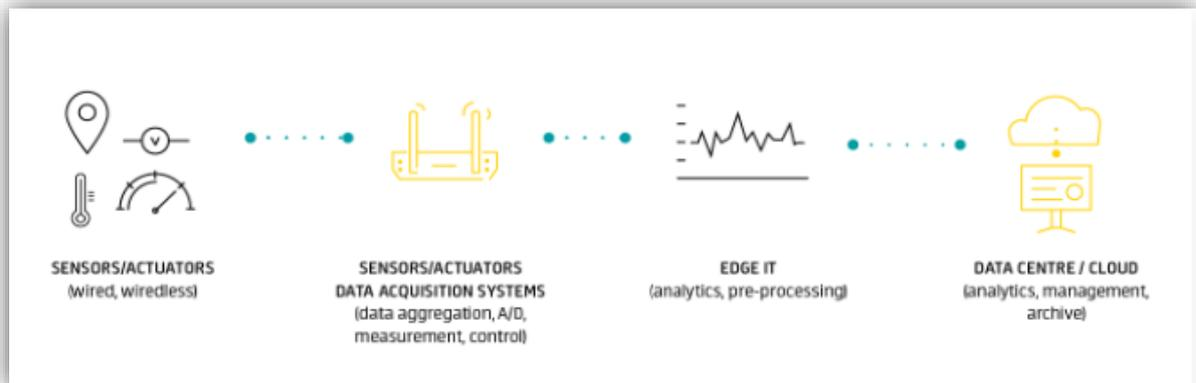 V
SENSORS/ACTUATORS
(wired, wiredless)
SENSORS/ACTUATORS
DATA ACQUISITION SYSTEMS
(data aggregation, A/D,
measurement, control)
EDGE IT
(analytics, pre-processing)
DATA CENTRE / CLOUD
(analytics, management,
archive)